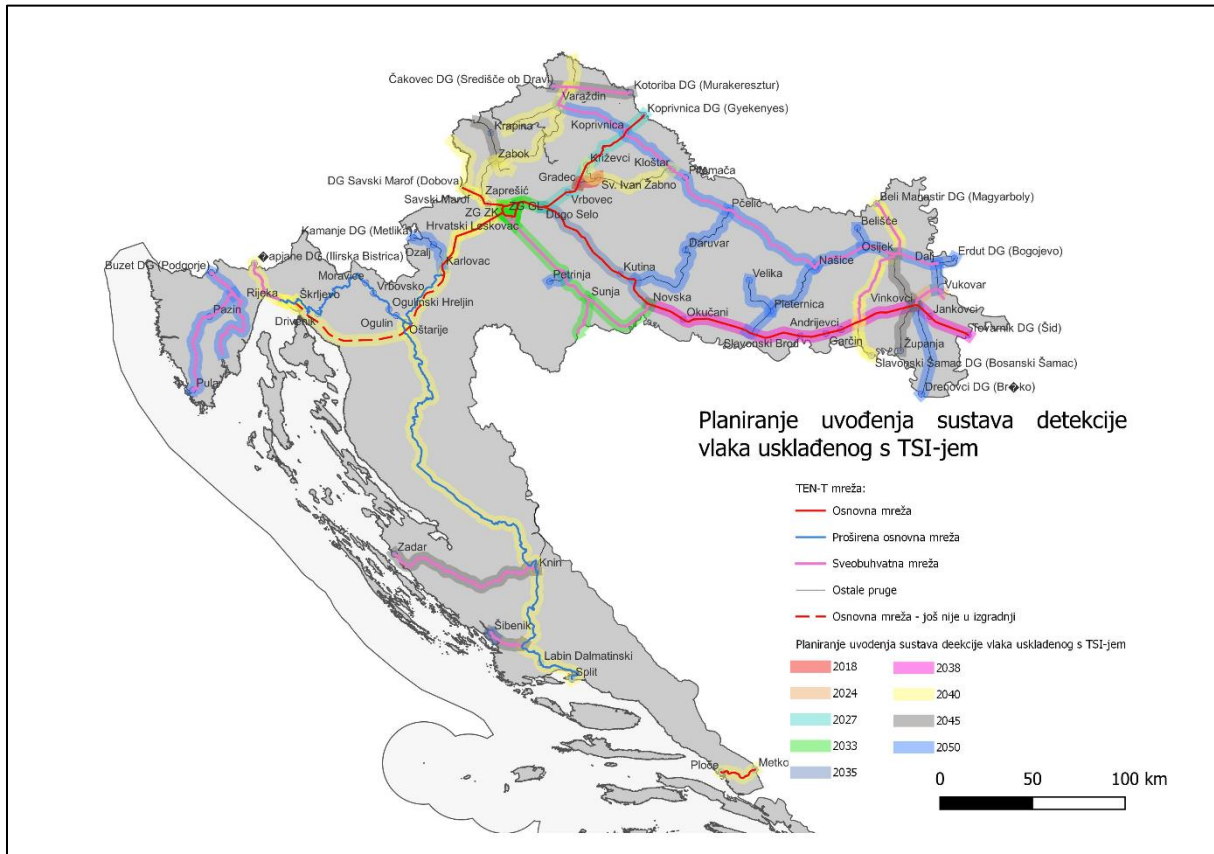 Čakovec DG (Središče ob Dravi)
Kotoriba DG (Murakeresztur)
Varaždin
Koprivnica DG (Gyekenyes)
Krapina
Koprivnica
Zabok
Križevci
Kloštar
Gradec
Pitomača
DG Savski Marof (Dobova)
Sv. Ivan Žabno
Zaprešić
Vrbovec
Beli Manastir DG (Magyarboly)
Savski Marof
ZG ZK
ZG GL
Dugo Selo
Pčelić
Belišće
Kamanje DG (Metlika)
Hrvatski Leskovac
Daruvar
Osijek
Dalj
Erdut DG (Bogojevo)
Ozalj
Karlovac
Našice
�apjane DG (Ilirska Bistrica)
Buzet DG (Podgorje)
Moravice
Vrbovsko
Petrinja
Kutina
Velika
Vukovar
Rijeka
Škrljevo
Ogulinski Hreljin
Sunja
Novska
Pleternica
Vinkovci
Jankovci
Pazin
Drivenik
Ogulin
Oštarije
Okučani
Andrijevci
Tovarnik DG (Šid)
Slavonski Brod
Garčin
Županja
Slavonski Šamac DG (Bosanski Šamac)
Pula
Drenovci DG (Br�ko)
Planiranje uvođenja sustava detekcije
vlaka usklađenog s TSI-jem
TEN-T mreža:
Osnovna mreža
Proširena osnovna mreža
Sveobuhvatna mreža
Ostale pruge
Osnovna mreža - još nije u izgradnji
Zadar
Knin
Šibenik
Labin Dalmatinski
Split
Ploče
Metko
Planiranje uvođenja sustava deekcije vlaka usklađenog s TSI-jem
2018
2038
2024
2040
2027
2045
2033
2050
2035
0 50 100 km